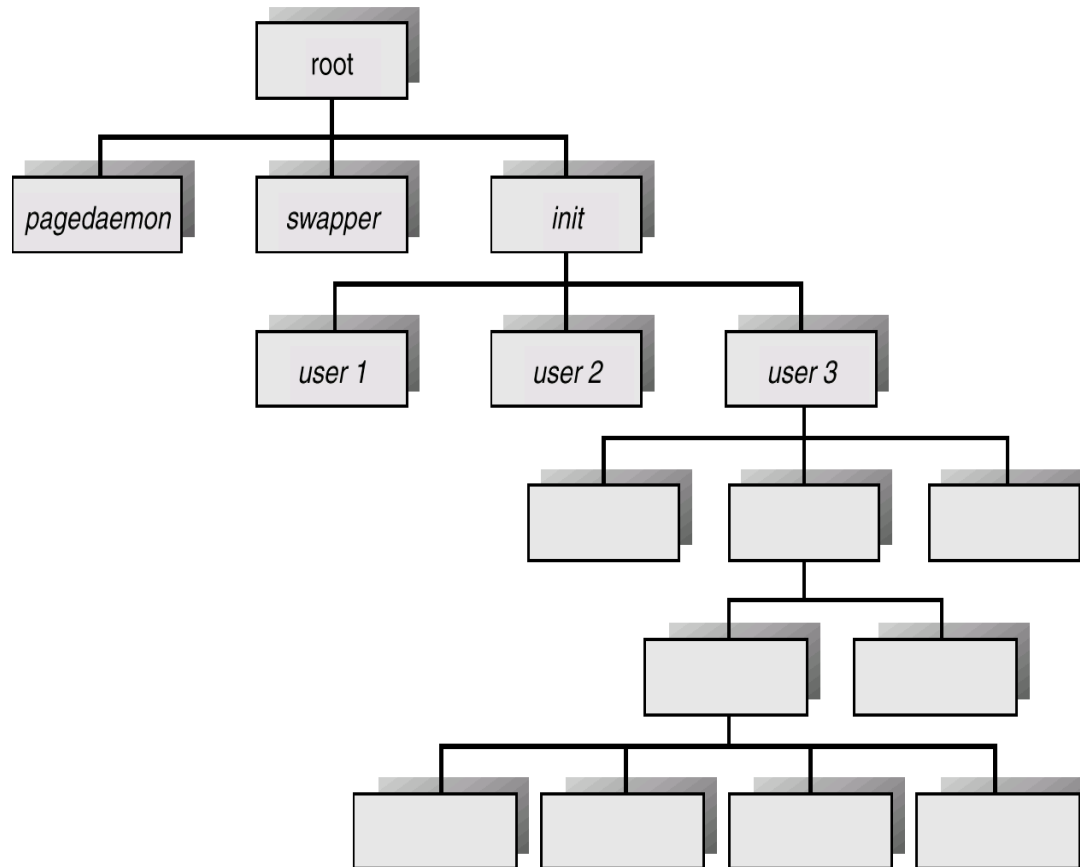 root
pagedaemon
swapper
init
user 1
user 2
user 3